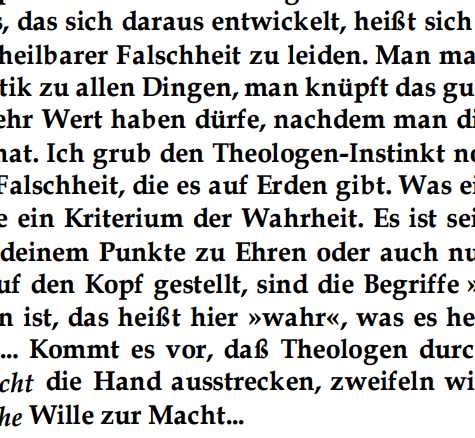 s, das sich daraus entwickelt, heißt sich
heilbarer Falschheit zu leiden. Man ma
tik zu allen Dingen, man knüpft das gu
ehr Wert haben dürfe, nachdem man di
hat. Ich grub den Theologen-Instinkt no
Falschheit, die es auf Erden gibt. Was ei
e ein Kriterium der Wahrheit. Es ist sei
deinem Punkte zu Ehren oder auch nu
uf den Kopf gestellt, sind die Begriffe »
n ist, das heißt hier »wahr«, was es he
... Kommt es vor, daß Theologen durc
cht die Hand ausstrecken, zweifeln wi
he Wille zur Macht...